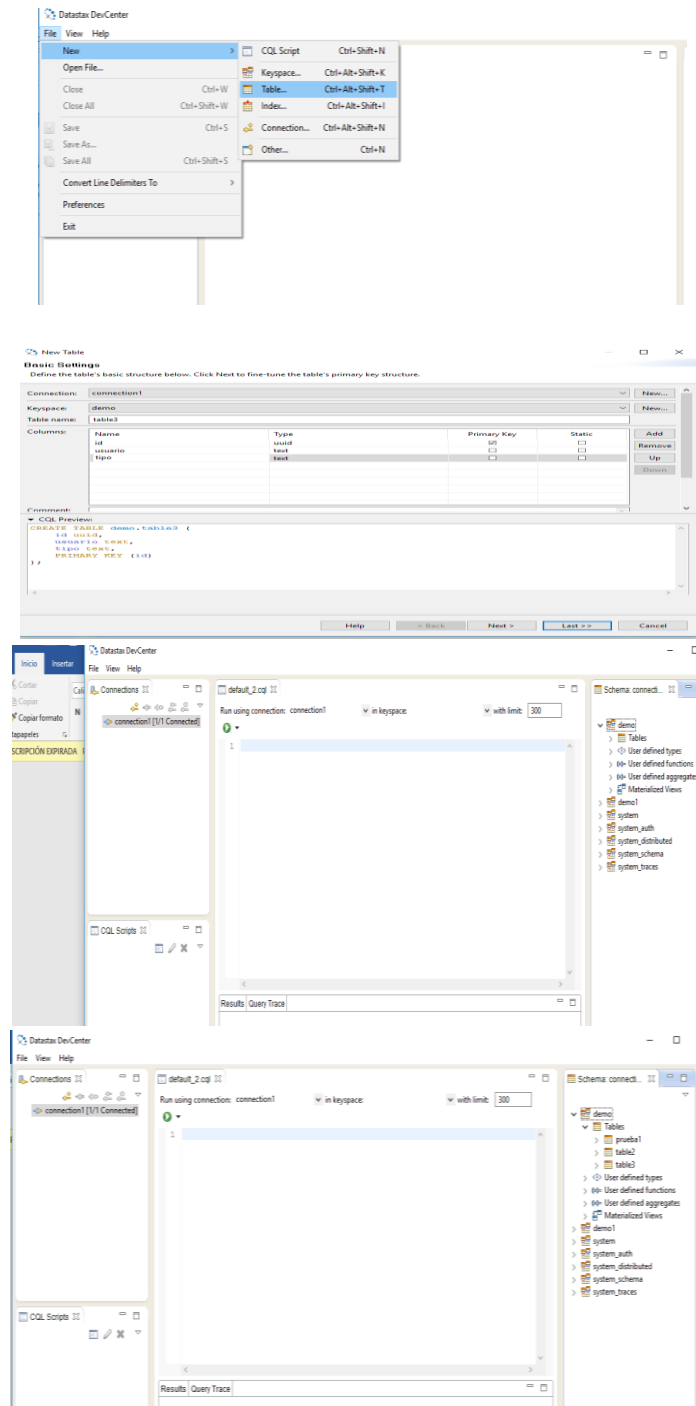 Datastax DevCenter
File View Help
New
Open File...
Close Ctrl+W
Close All Ctrl+Shift+W
Save Ctrl+S
Save As...
Save All Ctrl+Shift+S
Convert Line Delimiters To
Preferences
Exit
CQL Script Ctrl+Shift+N
Keyspace... Ctrl+Alt+Shift+K
Table... Ctrl+Alt+Shift+T
Index... Ctrl+Alt+Shift+I
Connection... Ctrl+Alt+Shift+N
Other... Ctrl+N
New Table
Basic Settings
Define the table's basic structure below. Click Next to fine-tune the table's primary key structure.
Connection: connection1 New...
Keyspace: demo New...
Table name: table3
Columns:
Name Type Primary Key Static
id uuid
usuario text
tipo text
Add
Remove
Up
Down
Comment:
CQL Preview:
CREATE TABLE demo.table3 (
id uuid,
usuario text,
tipo text,
PRIMARY KEY (id)
);
Help < Back Next > Last >> Cancel
Inicio Insertar
Cortar
Copiar
Copiar formato
N
tapapeles
SCRIPCIÓN EXPIRADA
Datastax DevCenter
File View Help
Connections
connection1 [1/1 Connected]
CQL Scripts
default_2.cql
Run using connection: connection1 in keyspace: with limit: 300
1
Results Query Trace
Schema: connecti...
demo
Tables
User defined types
User defined functions
User defined aggregate
Materialized Views
demo1
system
system_auth
system_distributed
system_schema
system_traces
Datastax DevCenter
File View Help
Connections
connection1 [1/1 Connected]
CQL Scripts
default_2.cql
Run using connection: connection1 in keyspace: with limit: 300
1
Results Query Trace
Schema: connecti...
demo
Tables
prueba1
table2
table3
User defined types
User defined functions
User defined aggregates
Materialized Views
demo1
system
system_auth
system_distributed
system_schema
system_traces